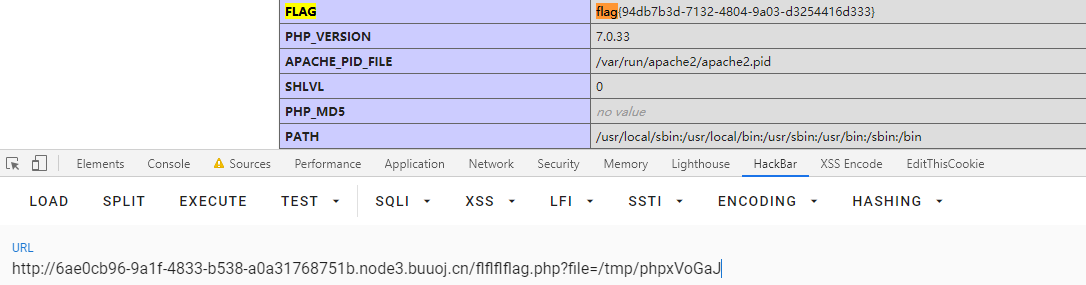 FLAG flag{94db7b3d-7132-4804-9a03-d3254416d333}
PHP_VERSION 7.0.33
APACHE_PID_FILE /var/run/apache2/apache2.pid
SHLVL 0
PHP_MD5 no value
PATH /usr/local/sbin:/usr/local/bin:/usr/sbin:/usr/bin:/sbin:/bin
Elements Console Sources Performance Application Network Security Memory Lighthouse HackBar XSS Encode EditThisCookie
LOAD SPLIT EXECUTE TEST SQLI XSS LFI SSTI ENCODING HASHING
URL
http://6ae0cb96-9a1f-4833-b538-a0a31768751b.node3.buuoj.cn/flflflflag.php?file=/tmp/phpxVoGaJ